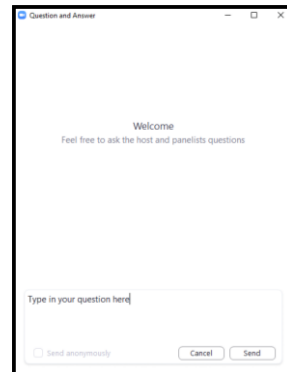 Question and Answer
Welcome
Feel free to ask the host and panelists questions
Type in your question here
Send anonymously
Cancel
Send